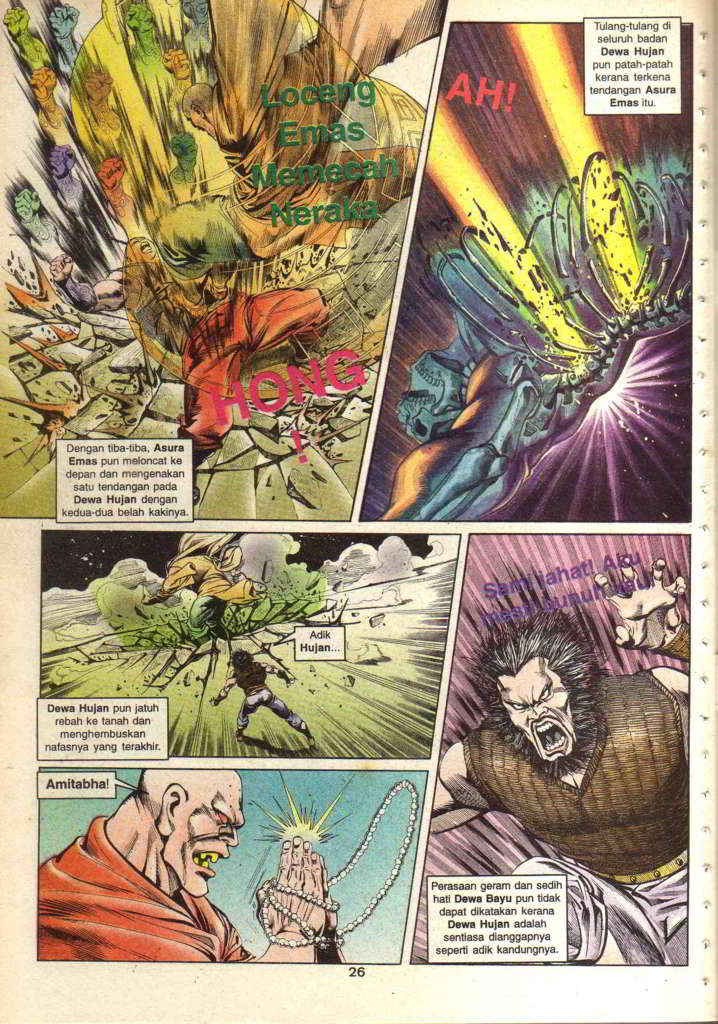 Loceng
Emas
Memecah
Neraka
HONG
!
Dengan tiba-tiba, Asura
Emas pun meloncat ke
depan dan mengenakan
satu tendangan pada
Dewa Hujan dengan
kedua-dua belah kakinya.
AH!
Tulang-tulang di
seluruh badan
Dewa Hujan
pun patah-patah
kerana terkena
tendangan Asura
Emas itu.
Adik
Hujan...
Dewa Hujan pun jatuh
rebah ke tanah dan
menghembuskan
nafasnya yang terakhir.
Sami jahat! Aku
mesti bunuh
Perasaan geram dan sedih
hati Dewa Bayu pun tidak
dapat dikatakan kerana
Dewa Hujan adalah
sentiasa dianggapnya
seperti adik kandungnya.
Amitabha!
26